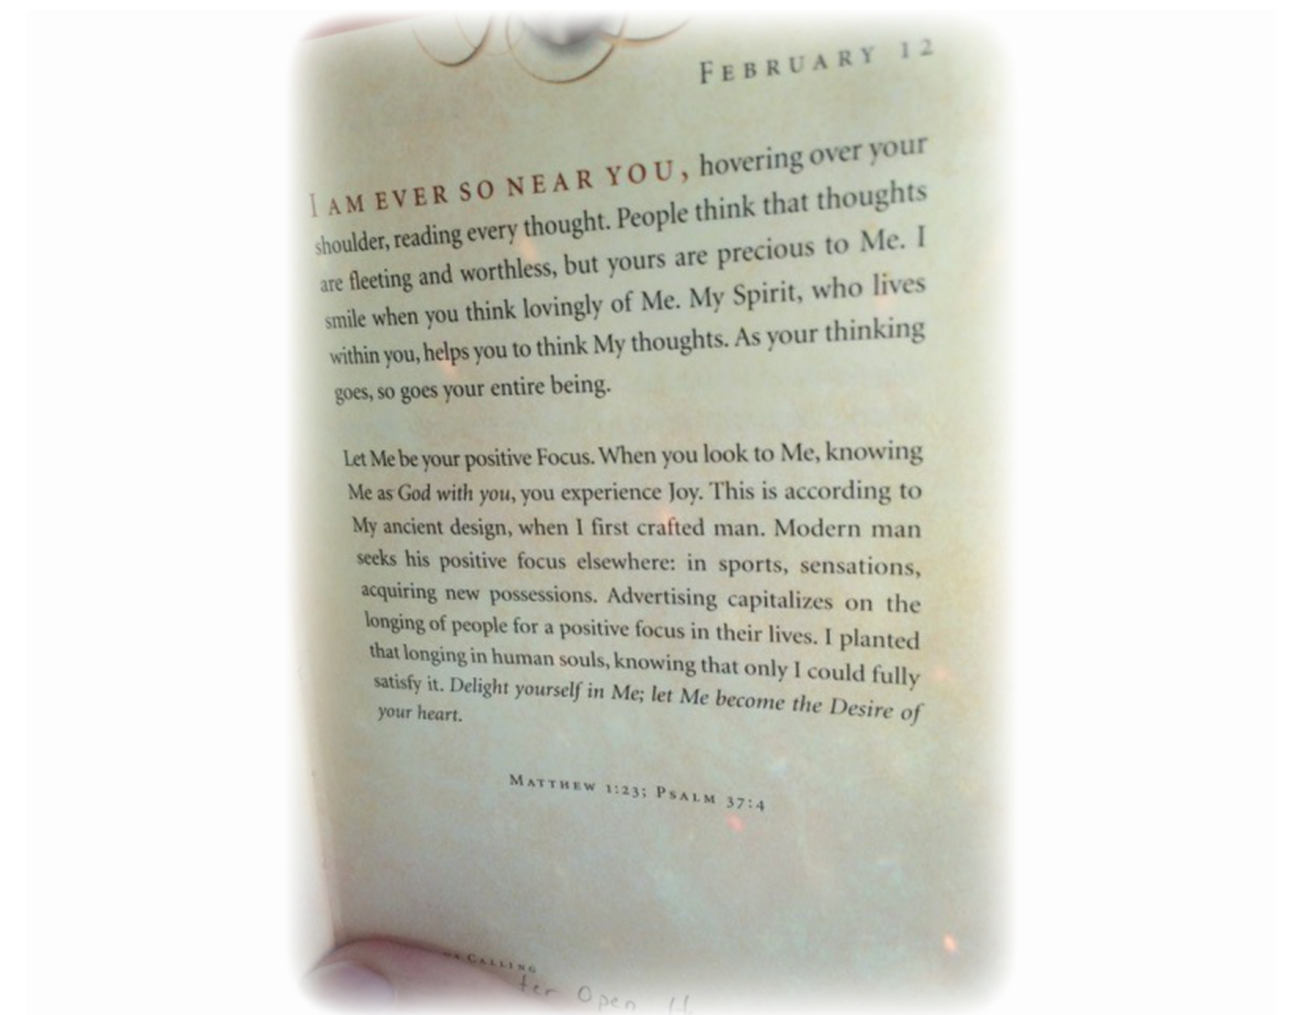 FEBRUARY 12
I AM EVER SO NEAR YOU, hovering over your
shoulder, reading every thought. People think that thoughts
are fleeting and worthless, but yours are precious to Me. I
smile when you think lovingly of Me. My Spirit, who lives
within you, helps you to think My thoughts. As your thinking
goes, so goes your entire being.
Let Me be your positive Focus. When you look to Me, knowing
Me as God with you, you experience Joy. This is according to
My ancient design, when I first crafted man. Modern man
seeks his positive focus elsewhere: in sports, sensations,
acquiring new possessions. Advertising capitalizes on the
longing of people for a positive focus in their lives. I planted
that longing in human souls, knowing that only I could fully
satisfy it. Delight yourself in Me; let Me become the Desire of
your heart.
MATTHEW 1:23; PSALM 37:4
CALLING
Open